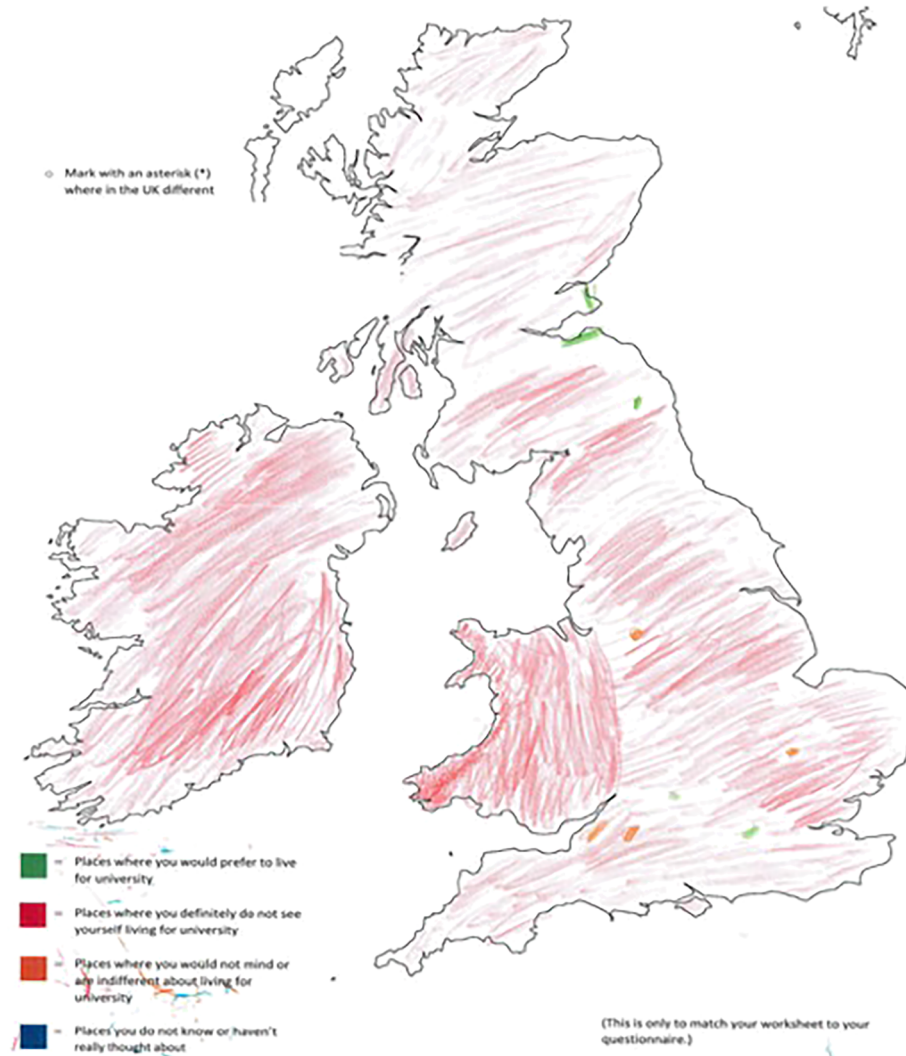 o Mark with an asterisk (*)
where in the UK different
= Places where you would prefer to live
for university
= Places where you definitely do not see
yourself living for university
= Places where you would not mind or
are indifferent about living for
university
= Places you do not know or haven't
really thought about
(This is only to match your worksheet to your
questionnaire.)